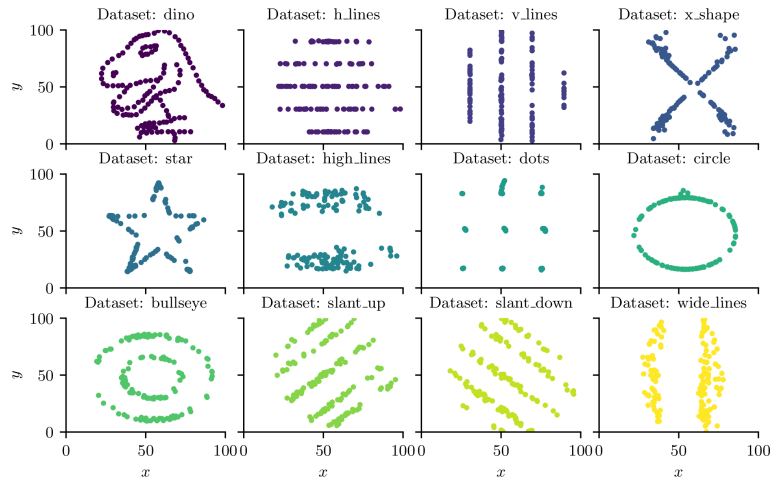 Dataset: dino Dataset: h_lines Dataset: v_lines Dataset: x_shape
100
50
0
y
Dataset: star Dataset: high_lines Dataset: dots Dataset: circle
100
50
0
y
Dataset: bullseye Dataset: slant_up Dataset: slant_down Dataset: wide_lines
100
50
0
y
0 50 100 0 50 100 0 50 100 0 50 100
x x x x